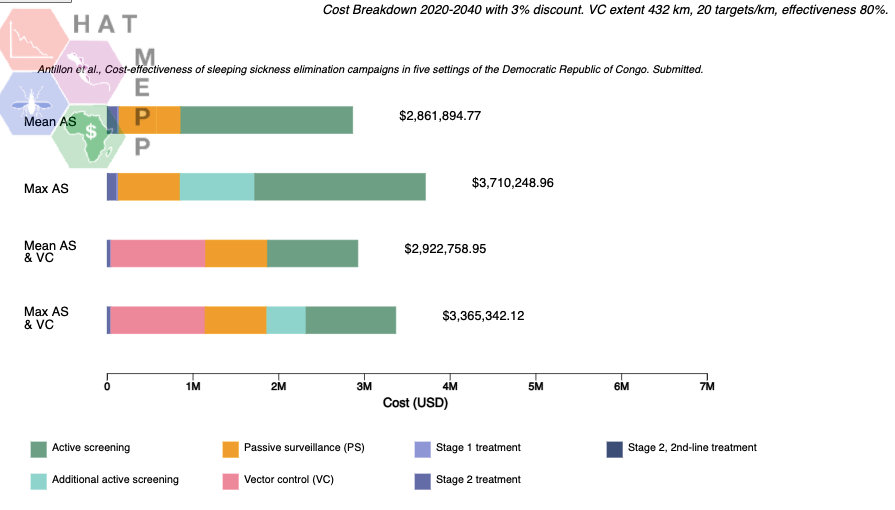 Cost Breakdown 2020-2040 with 3% discount. VC extent 432 km, 20 targets/km, effectiveness 80%.
HAT
MEPP
$
Antillon et al., Cost-effectiveness of sleeping sickness elimination campaigns in five settings of the Democratic Republic of Congo. Submitted.
Mean AS
$2,861,894.77
Max AS
$3,710,248.96
Mean AS
& VC
$2,922,758.95
Max AS
& VC
$3,365,342.12
0 1M 2M 3M 4M 5M 6M 7M
Cost (USD)
Active screening
Passive surveillance (PS)
Stage 1 treatment
Stage 2, 2nd-line treatment
Additional active screening
Vector control (VC)
Stage 2 treatment